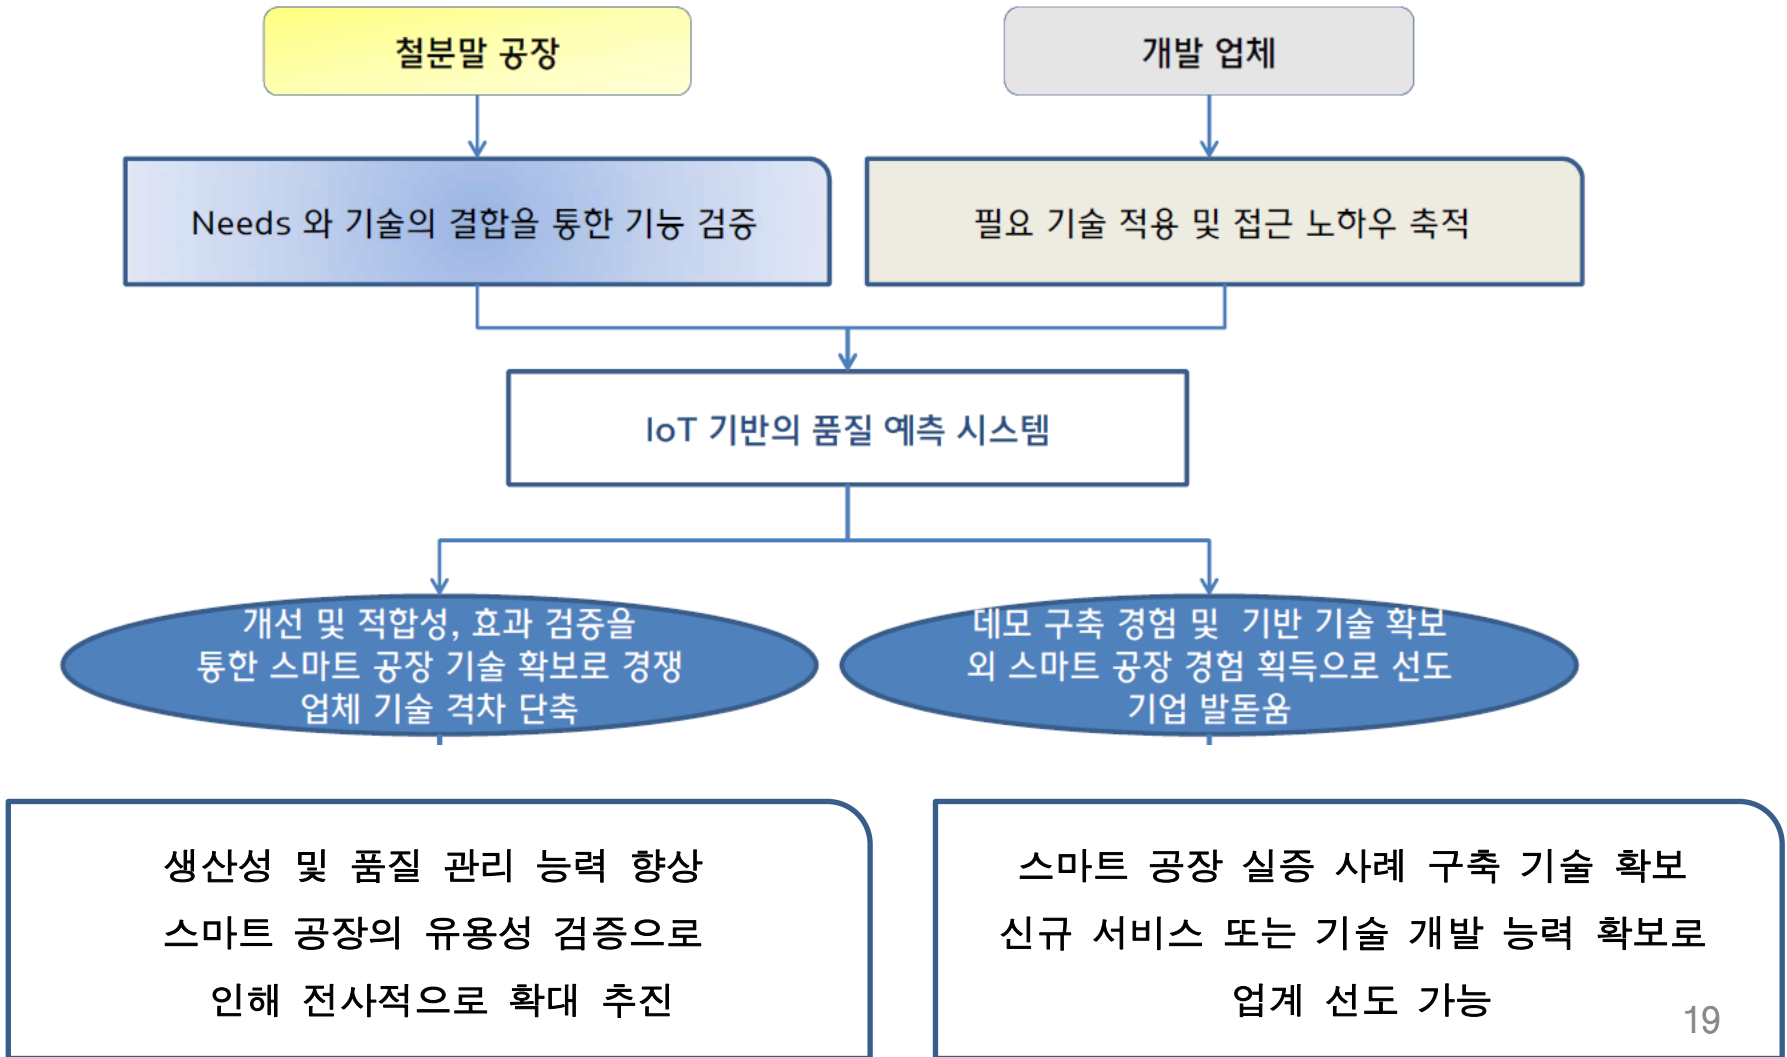 철분말 공장
개발 업체
Needs 와 기술의 결합을 통한 기능 검증
필요 기술 적용 및 접근 노하우 축적
IoT 기반의 품질 예측 시스템
개선 및 적합성, 효과 검증을
통한 스마트 공장 기술 확보로 경쟁
업체 기술 격차 단축
데모 구축 경험 및 기반 기술 확보
외 스마트 공장 경험 획득으로 선도
기업 발돋움
생산성 및 품질 관리 능력 향상
스마트 공장의 유용성 검증으로
인해 전사적으로 확대 추진
스마트 공장 실증 사례 구축 기술 확보
신규 서비스 또는 기술 개발 능력 확보로
업계 선도 가능
19